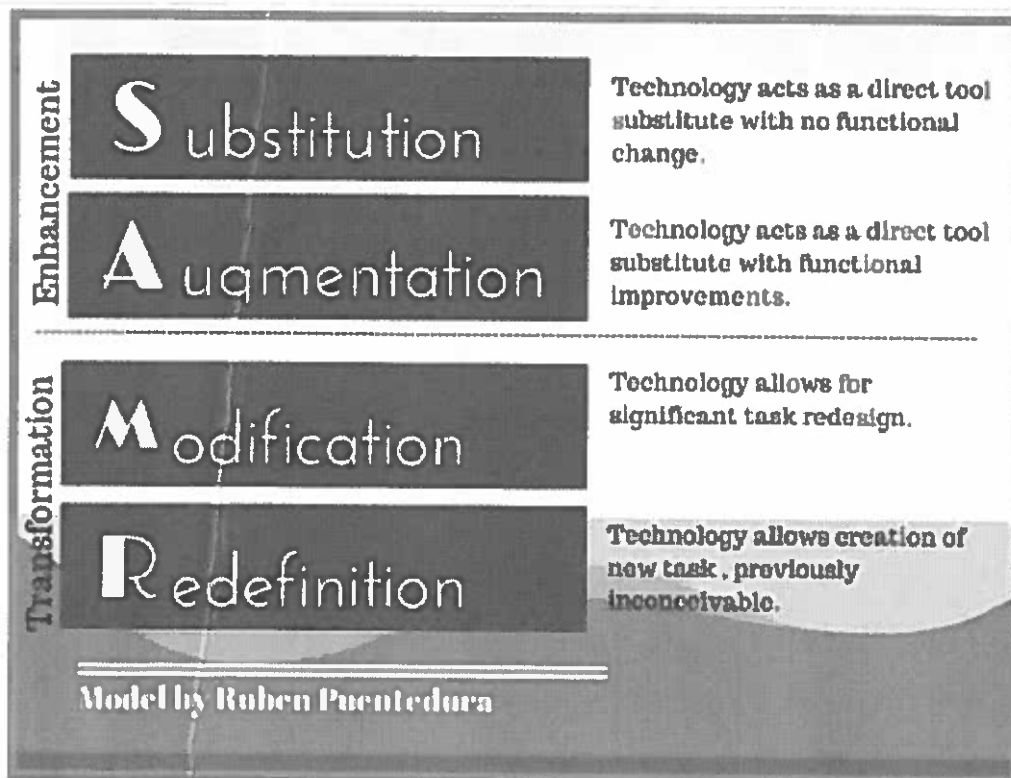 Enhancement
Substitution
Technology acts as a direct tool
substitute with no functional
change.
Augmentation
Technology acts as a direct tool
substitute with functional
improvements.
Transformation
Modification
Technology allows for
significant task redesign.
Redefinition
Technology allows creation of
new task, previously
inconceivable.
Model by Ruben Puentedura